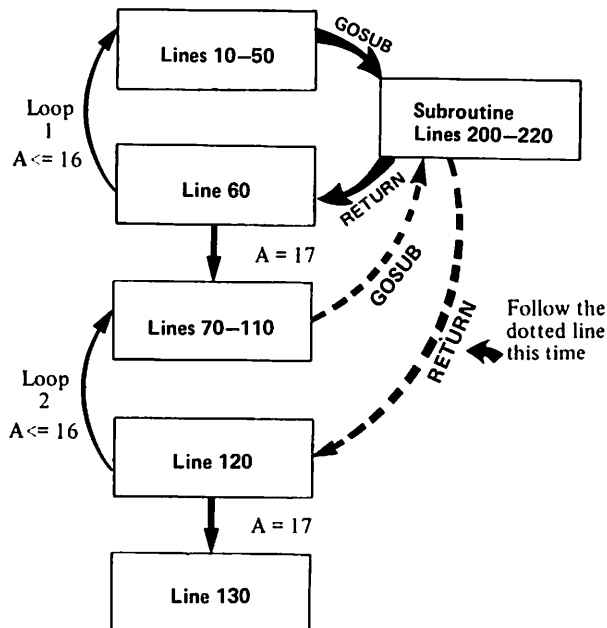 Lines 10–50
GOSUB
Subroutine
Lines 200–220
Loop
1
A <= 16
Line 60
RETURN
A = 17
GOSUB
Lines 70–110
RETURN
Follow the
dotted line
this time
Loop
2
A <= 16
Line 120
A = 17
Line 130